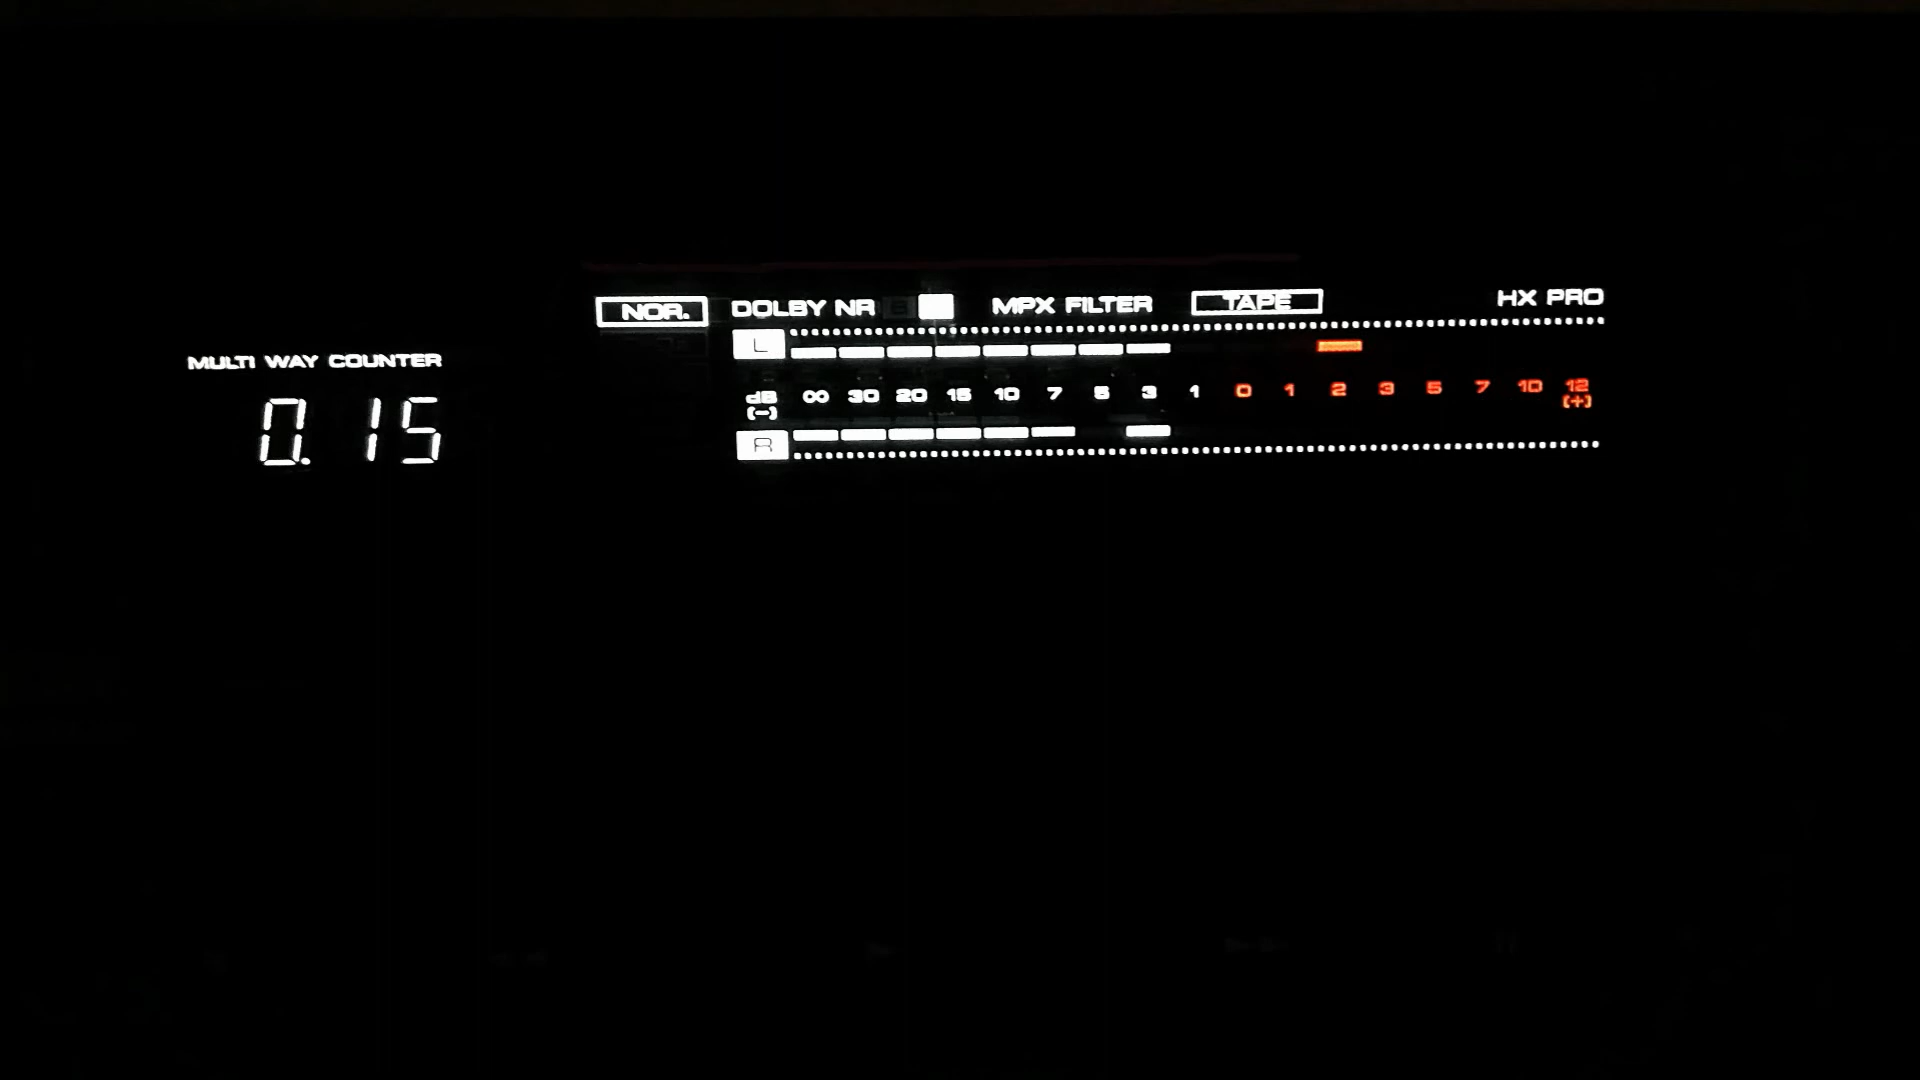 NOR. DOLBY NR MPX FILTER TAPE HX PRO
L
MULTI WAY COUNTER
0.15
dB ∞ 30 20 15 10 7 5 3 1 0 1 2 3 5 7 10 12
(-) (+)
R